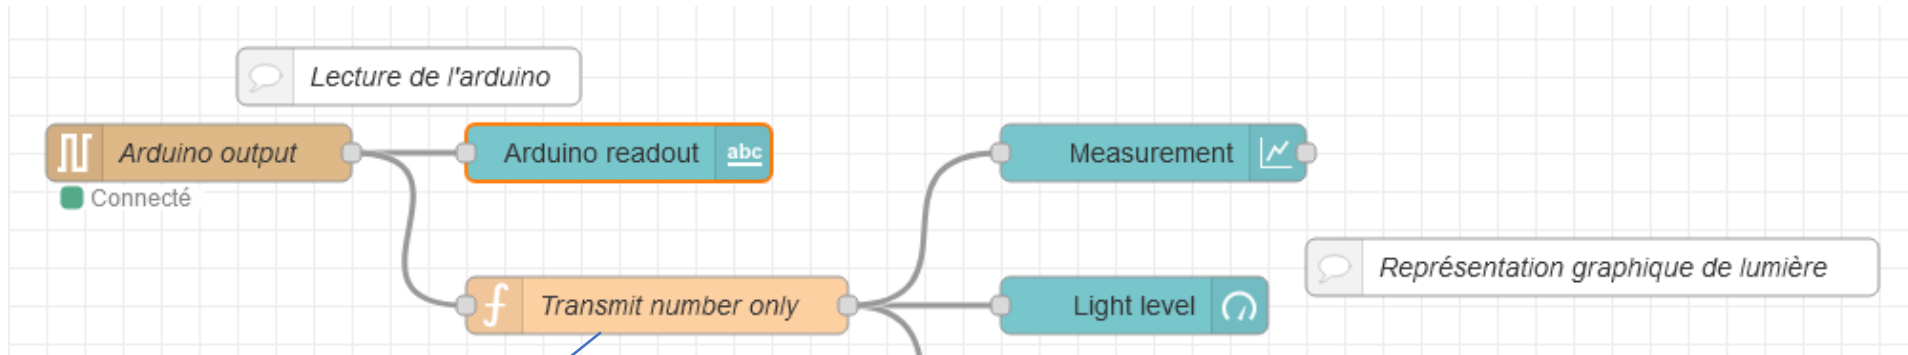 Lecture de l'arduino
Arduino output
Arduino readout
abc
Measurement
Connecté
Représentation graphique de lumière
Transmit number only
Light level